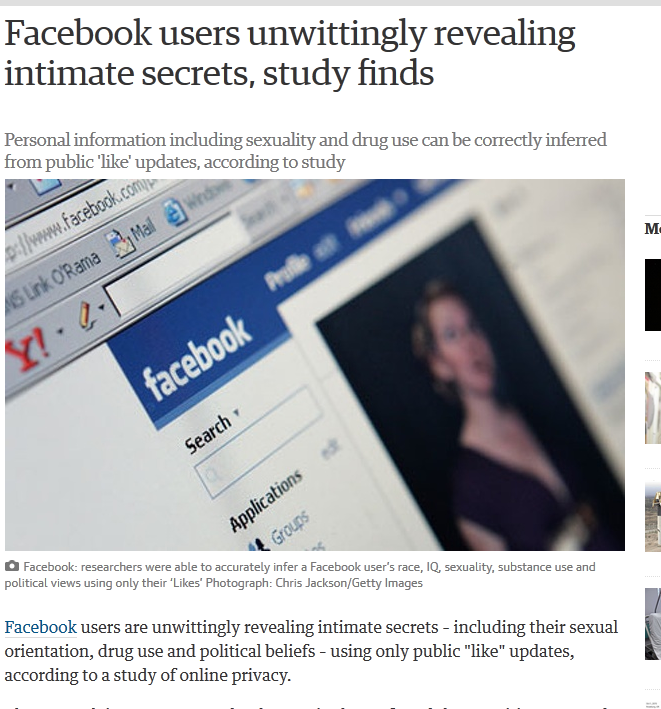 Facebook users unwittingly revealing
intimate secrets, study finds
Personal information including sexuality and drug use can be correctly inferred
from public 'like' updates, according to study
p://www.facebook.com/p
Windows
Mail
NS Link O'Rama
Search
Y!
Profile edit Friends
facebook
Search
Applications
edit
Groups
Facebook: researchers were able to accurately infer a Facebook user's race, IQ, sexuality, substance use and
political views using only their 'Likes' Photograph: Chris Jackson/Getty Images
Facebook users are unwittingly revealing intimate secrets – including their sexual
orientation, drug use and political beliefs – using only public "like" updates,
according to a study of online privacy.